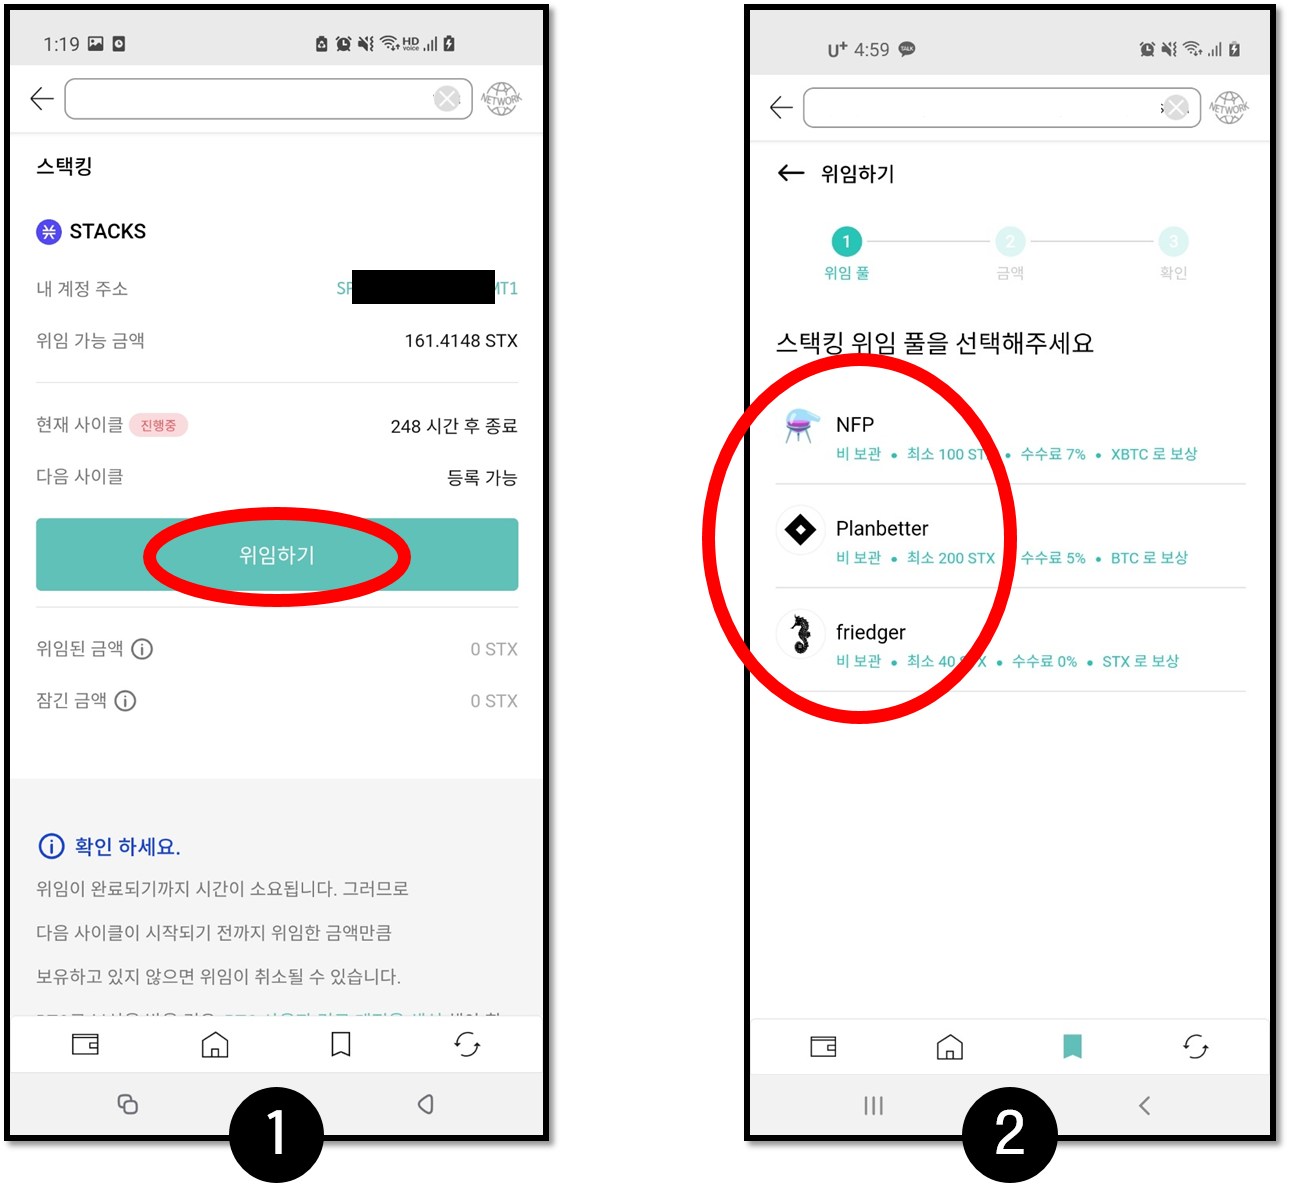 1:19
HD
voice
NETWORK
스택킹
STACKS
내 계정 주소
위임 가능 금액 161.4148 STX
현재 사이클 진행중 248 시간 후 종료
다음 사이클 등록 가능
위임하기
위임된 금액 0 STX
잠긴 금액 0 STX
확인 하세요.
위임이 완료되기까지 시간이 소요됩니다. 그러므로
다음 사이클이 시작되기 전까지 위임한 금액만큼
보유하고 있지 않으면 위임이 취소될 수 있습니다.
1
U+ 4:59 TALK
NETWORK
위임하기
1 2 3
위임 풀 금액 확인
스택킹 위임 풀을 선택해주세요
NFP
비 보관 • 최소 100 ST • 수수료 7% • XBTC 로 보상
Planbetter
비 보관 • 최소 200 STX 수수료 5% • BTC 로 보상
friedger
비 보관 • 최소 40 STX • 수수료 0% • STX 로 보상
2